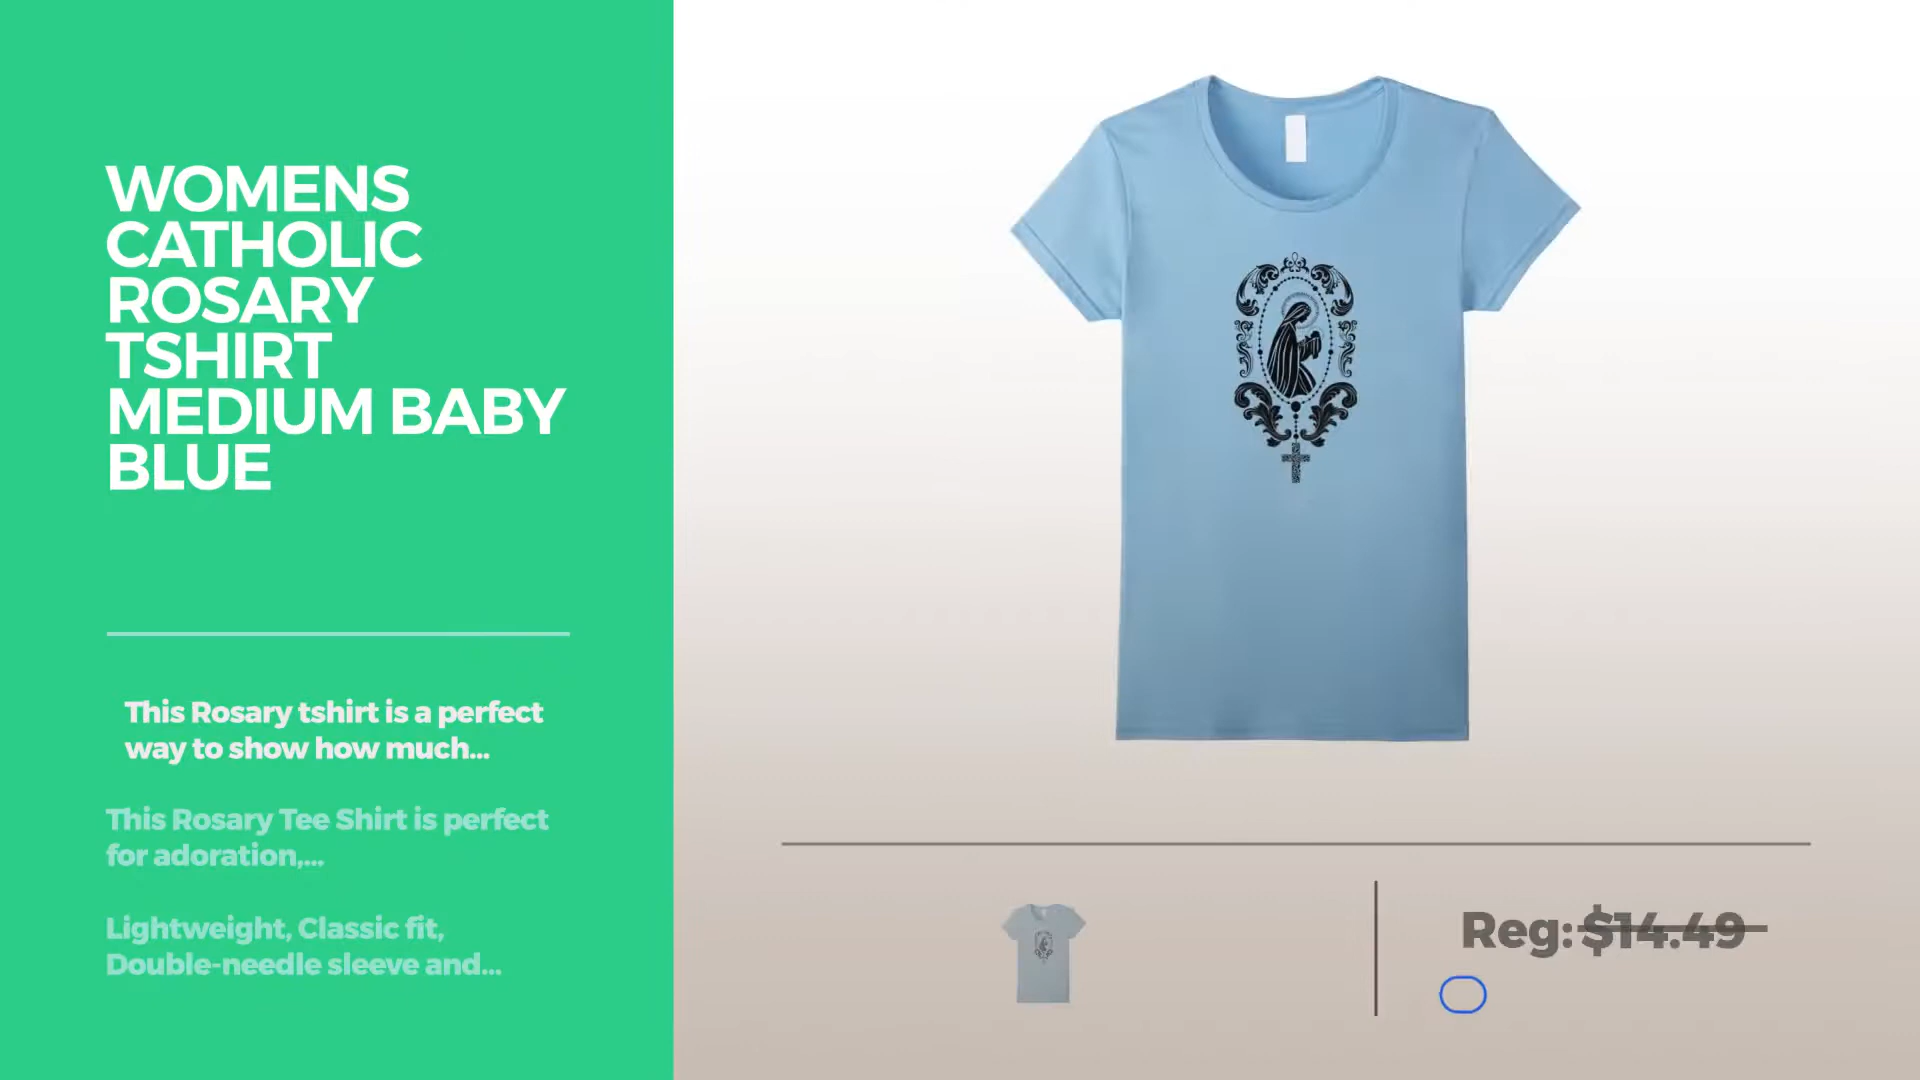 WOMENS
CATHOLIC
ROSARY
TSHIRT
MEDIUM BABY
BLUE
This Rosary tshirt is a perfect
way to show how much...
This Rosary Tee Shirt is perfect
for adoration,...
Lightweight, Classic fit,
Double-needle sleeve and...
Reg: $14.49